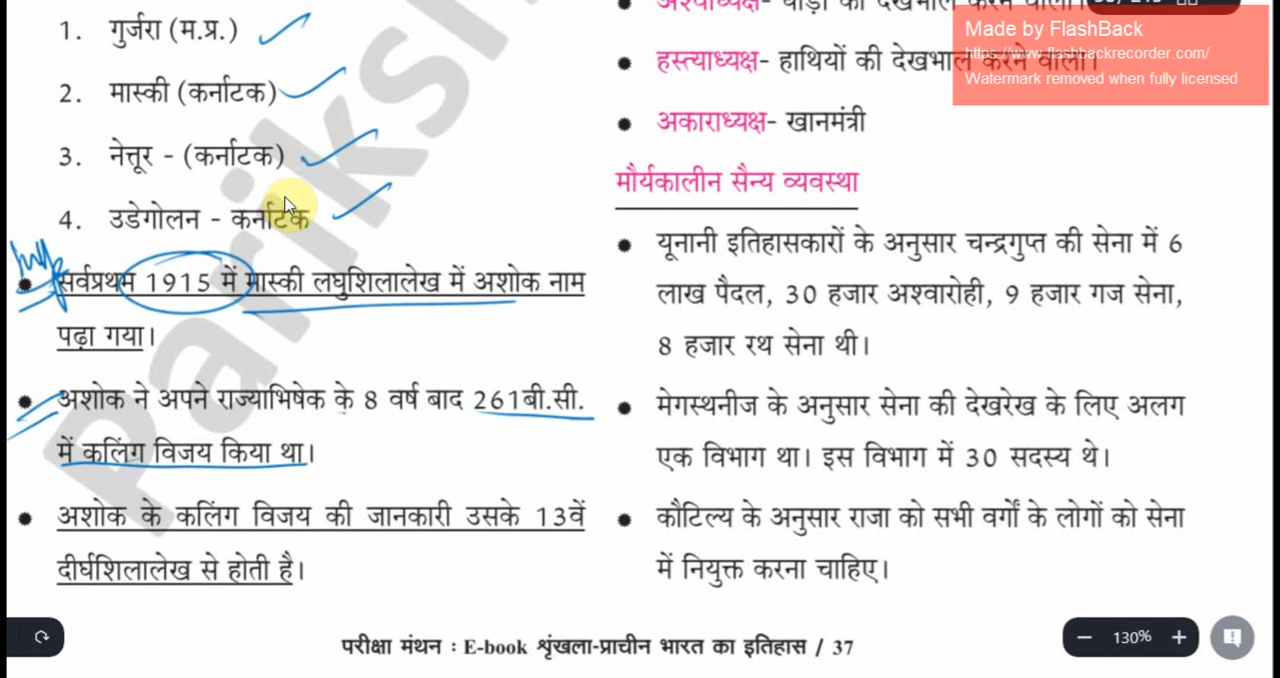 1. गुर्जरा (म.प्र.)
2. मास्की (कर्नाटक)
3. नेत्तूर - (कर्नाटक)
4. उडेगोलन - कर्नाटक
सर्वप्रथम 1915 में मास्की लघुशिलालेख में अशोक नाम
पढ़ा गया।
अशोक ने अपने राज्याभिषेक के 8 वर्ष बाद 261बी.सी.
में कलिंग विजय किया था।
अशोक के कलिंग विजय की जानकारी उसके 13वें
दीर्घशिलालेख से होती है।
अश्वाध्यक्ष- घोड़ों की देखभाल करने वाला।
हस्त्याध्यक्ष- हाथियों की देखभाल करने वाला।
अकाराध्यक्ष- खानमंत्री
मौर्यकालीन सैन्य व्यवस्था
यूनानी इतिहासकारों के अनुसार चन्द्रगुप्त की सेना में 6
लाख पैदल, 30 हजार अश्वारोही, 9 हजार गज सेना,
8 हजार रथ सेना थी।
मेगस्थनीज के अनुसार सेना की देखरेख के लिए अलग
एक विभाग था। इस विभाग में 30 सदस्य थे।
कौटिल्य के अनुसार राजा को सभी वर्गों के लोगों को सेना
में नियुक्त करना चाहिए।
परीक्षा मंथन : E-book श्रृंखला-प्राचीन भारत का इतिहास / 37
Made by FlashBack
https://www.flashbackrecorder.com/
Watermark removed when fully licensed
130%